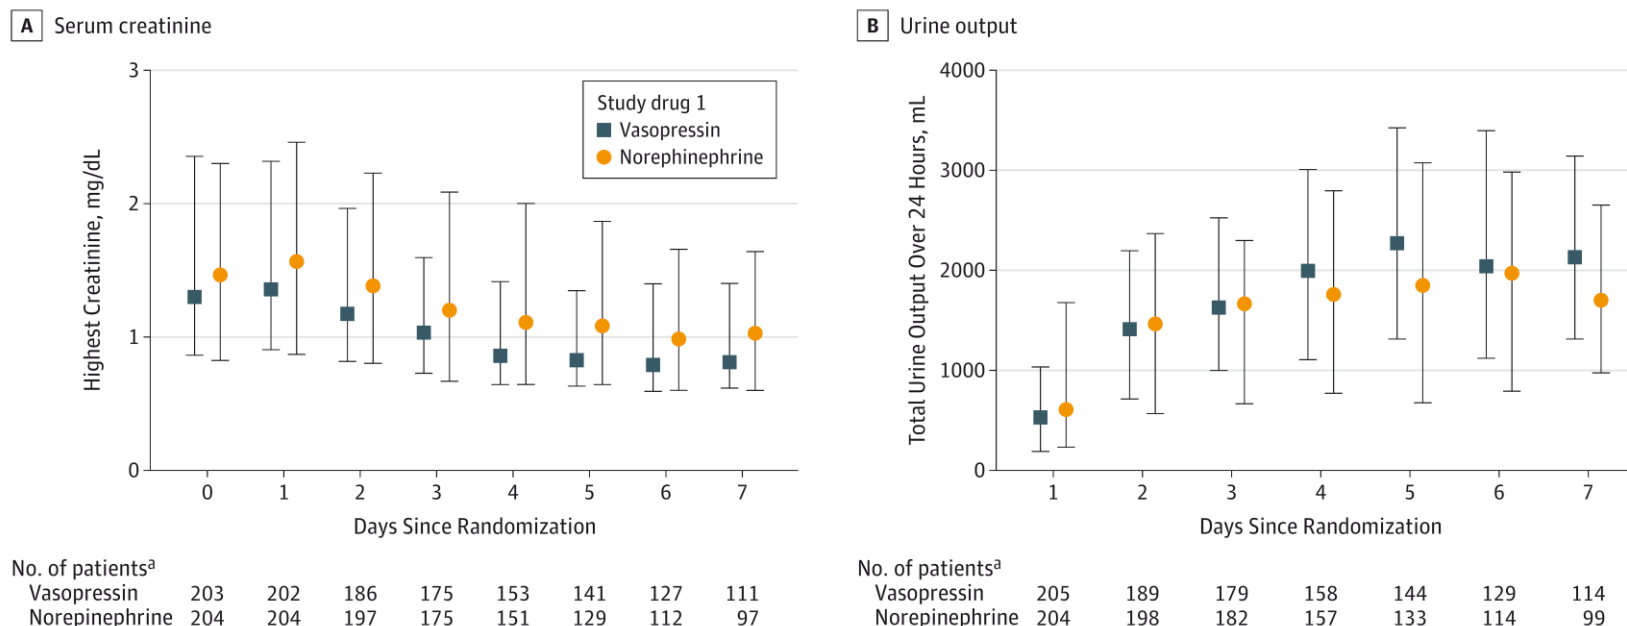 A Serum creatinine
3
2
1
0
Highest Creatinine, mg/dL
Study drug 1
Vasopressin
Norephinephrine
0 1 2 3 4 5 6 7
Days Since Randomization
No. of patientsa
Vasopressin 203 202 186 175 153 141 127 111
Norepinephrine 204 204 197 175 151 129 112 97
B Urine output
4000
3000
2000
1000
0
Total Urine Output Over 24 Hours, mL
1 2 3 4 5 6 7
Days Since Randomization
No. of patientsa
Vasopressin 205 189 179 158 144 129 114
Norepinephrine 204 198 182 157 133 114 99